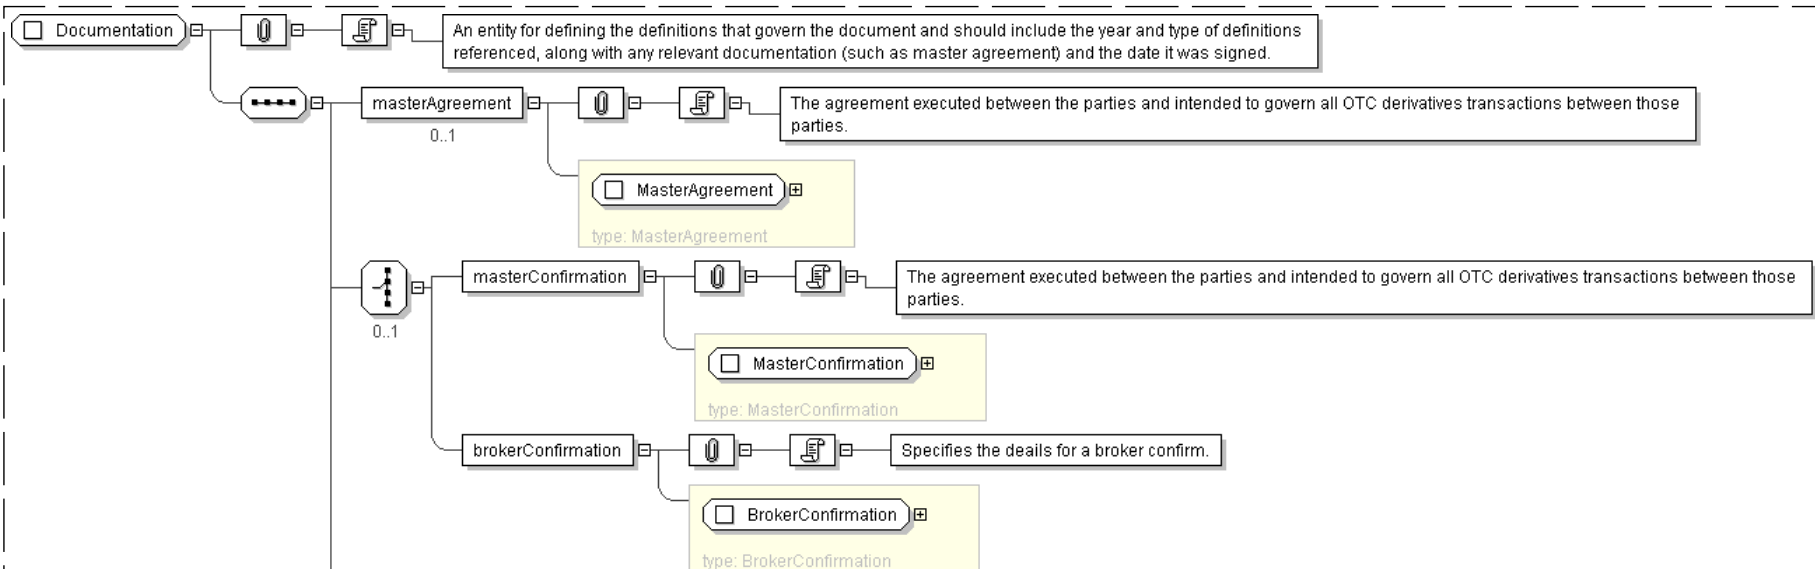 Documentation
An entity for defining the definitions that govern the document and should include the year and type of definitions
referenced, along with any relevant documentation (such as master agreement) and the date it was signed.
masterAgreement
0..1
The agreement executed between the parties and intended to govern all OTC derivatives transactions between those
parties.
MasterAgreement
type: MasterAgreement
masterConfirmation
The agreement executed between the parties and intended to govern all OTC derivatives transactions between those
parties.
0..1
MasterConfirmation
type: MasterConfirmation
brokerConfirmation
Specifies the deails for a broker confirm.
BrokerConfirmation
type: BrokerConfirmation